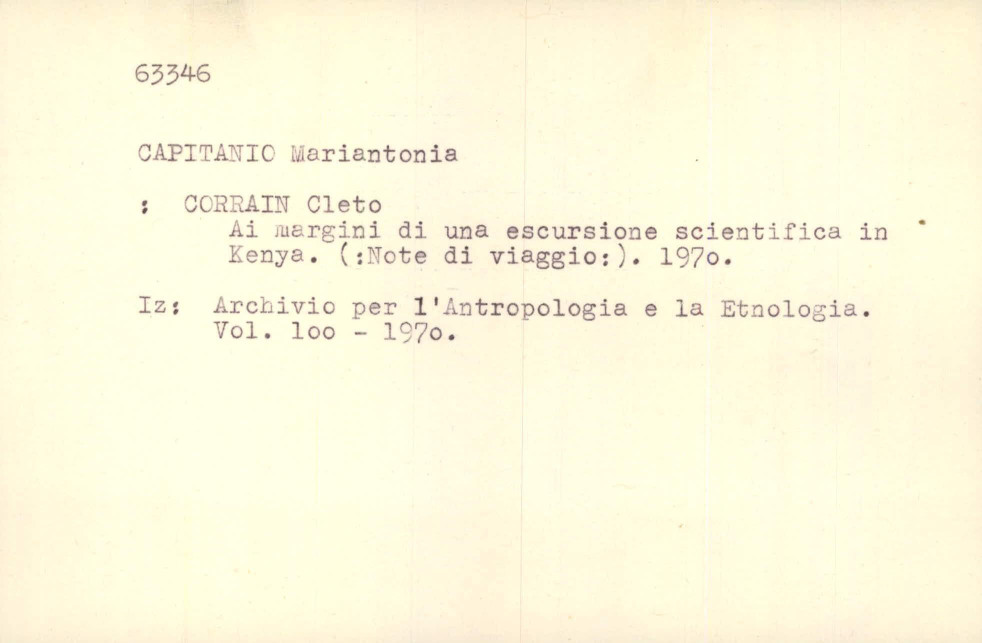 63346
CAPITANIO Mariantonia
: CORRAIN Cleto
Ai margini di una escursione scientifica in
Kenya. (:Note di viaggio:). 197o.
Iz: Archivio per l'Antropologia e la Etnologia.
Vol. loo - 197o.